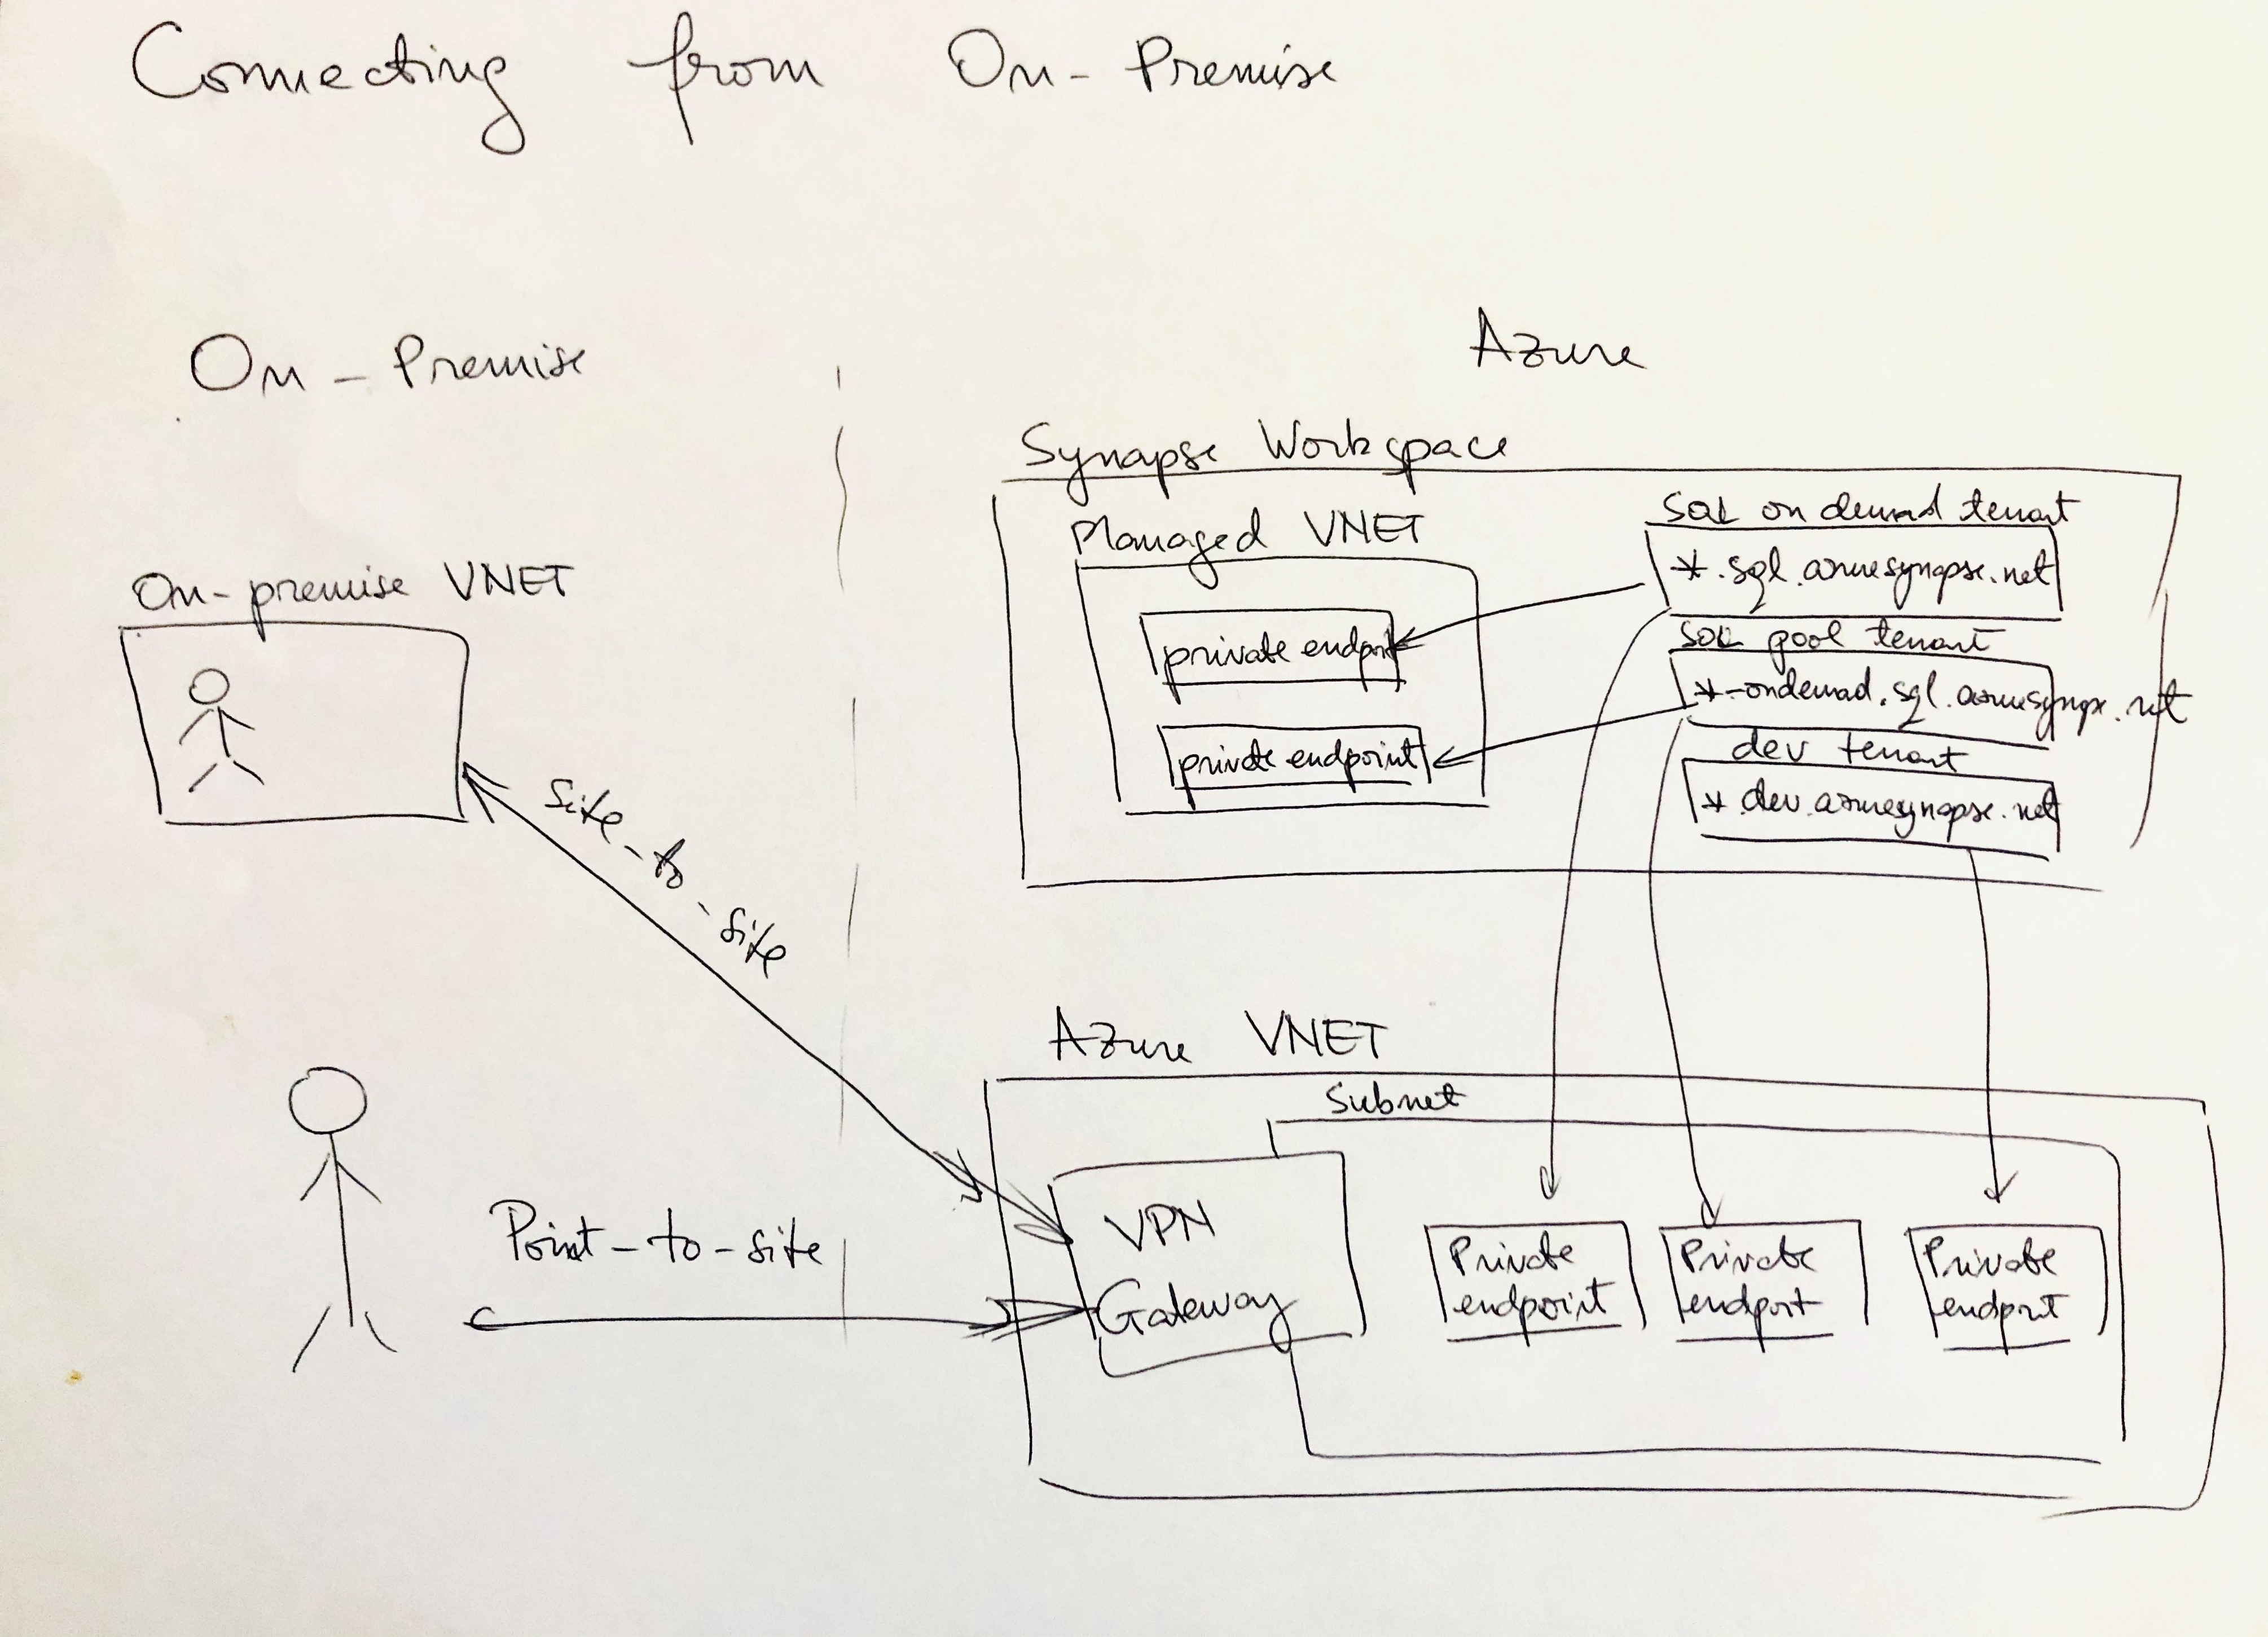 Connecting from On-Premise
On-Premise
Azure
Synapse Workspace
Managed VNET
private endpoint
private endpoint
SQL on demand tenant
*.sql.azuresynapse.net
SQL pool tenant
*-ondemad.sql.azuresynapse.net
dev tenant
*.dev.azuresynapse.net
On-premise VNET
Site-to-site
Azure VNET
Subnet
VPN
Gateway
Point-to-site
Private
endpoint
Private
endpoint
Private
endpoint